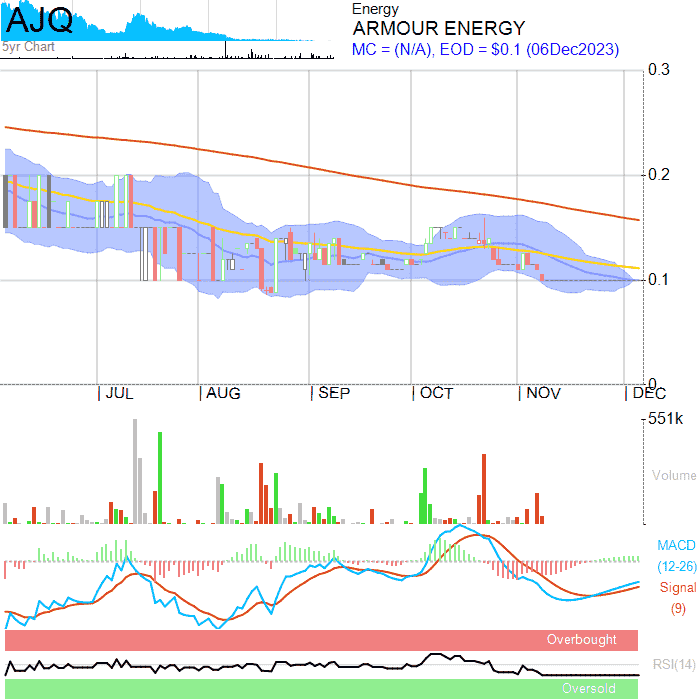 AJQ
5yr Chart
Energy
ARMOUR ENERGY
MC = (N/A), EOD = $0.1 (06Dec2023)
0.3
0.2
0.1
0
JUL AUG SEP OCT NOV DEC
551k
Volume
MACD
(12-26)
Signal
(9)
Overbought
RSI(14)
Oversold